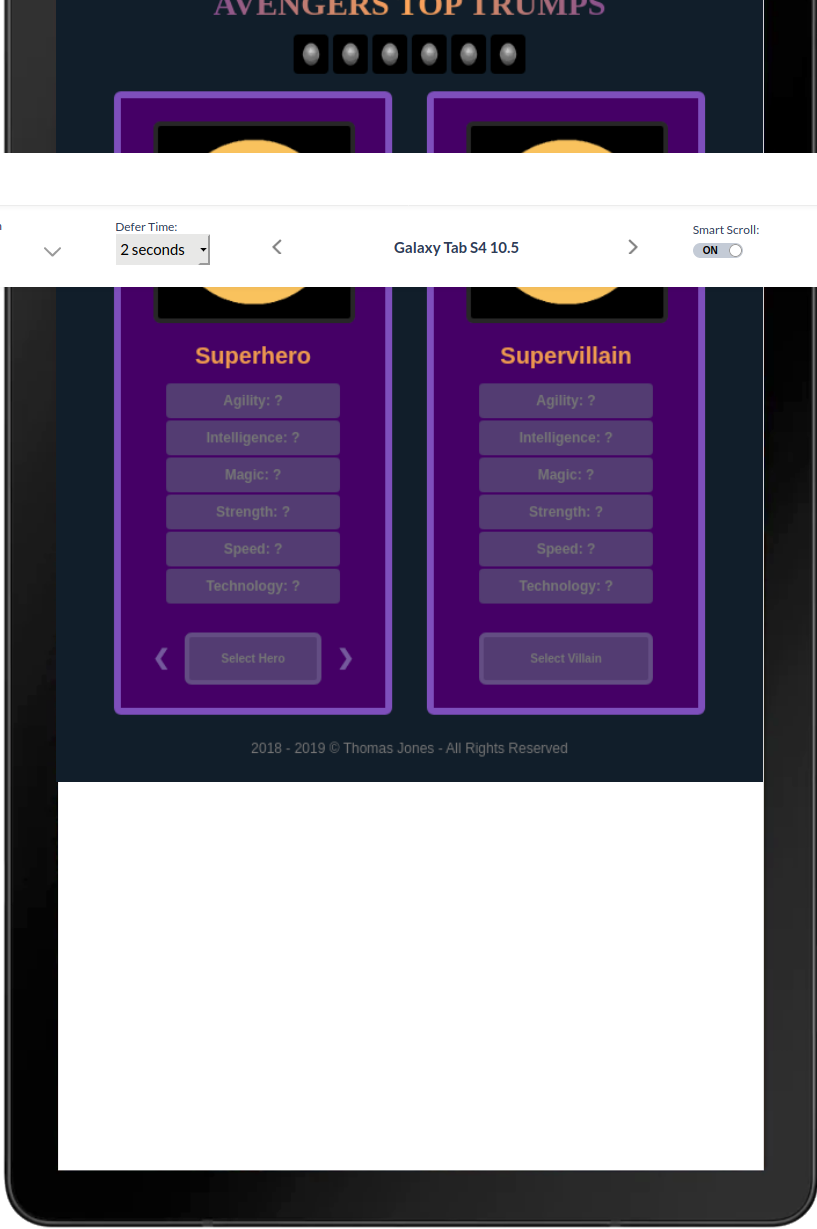 AVENGERS TOP TRUMPS
Defer Time:
2 seconds
Galaxy Tab S4 10.5
Smart Scroll:
ON
Superhero
Agility: ?
Intelligence: ?
Magic: ?
Strength: ?
Speed: ?
Technology: ?
Select Hero
Supervillain
Agility: ?
Intelligence: ?
Magic: ?
Strength: ?
Speed: ?
Technology: ?
Select Villain
2018 - 2019 © Thomas Jones - All Rights Reserved